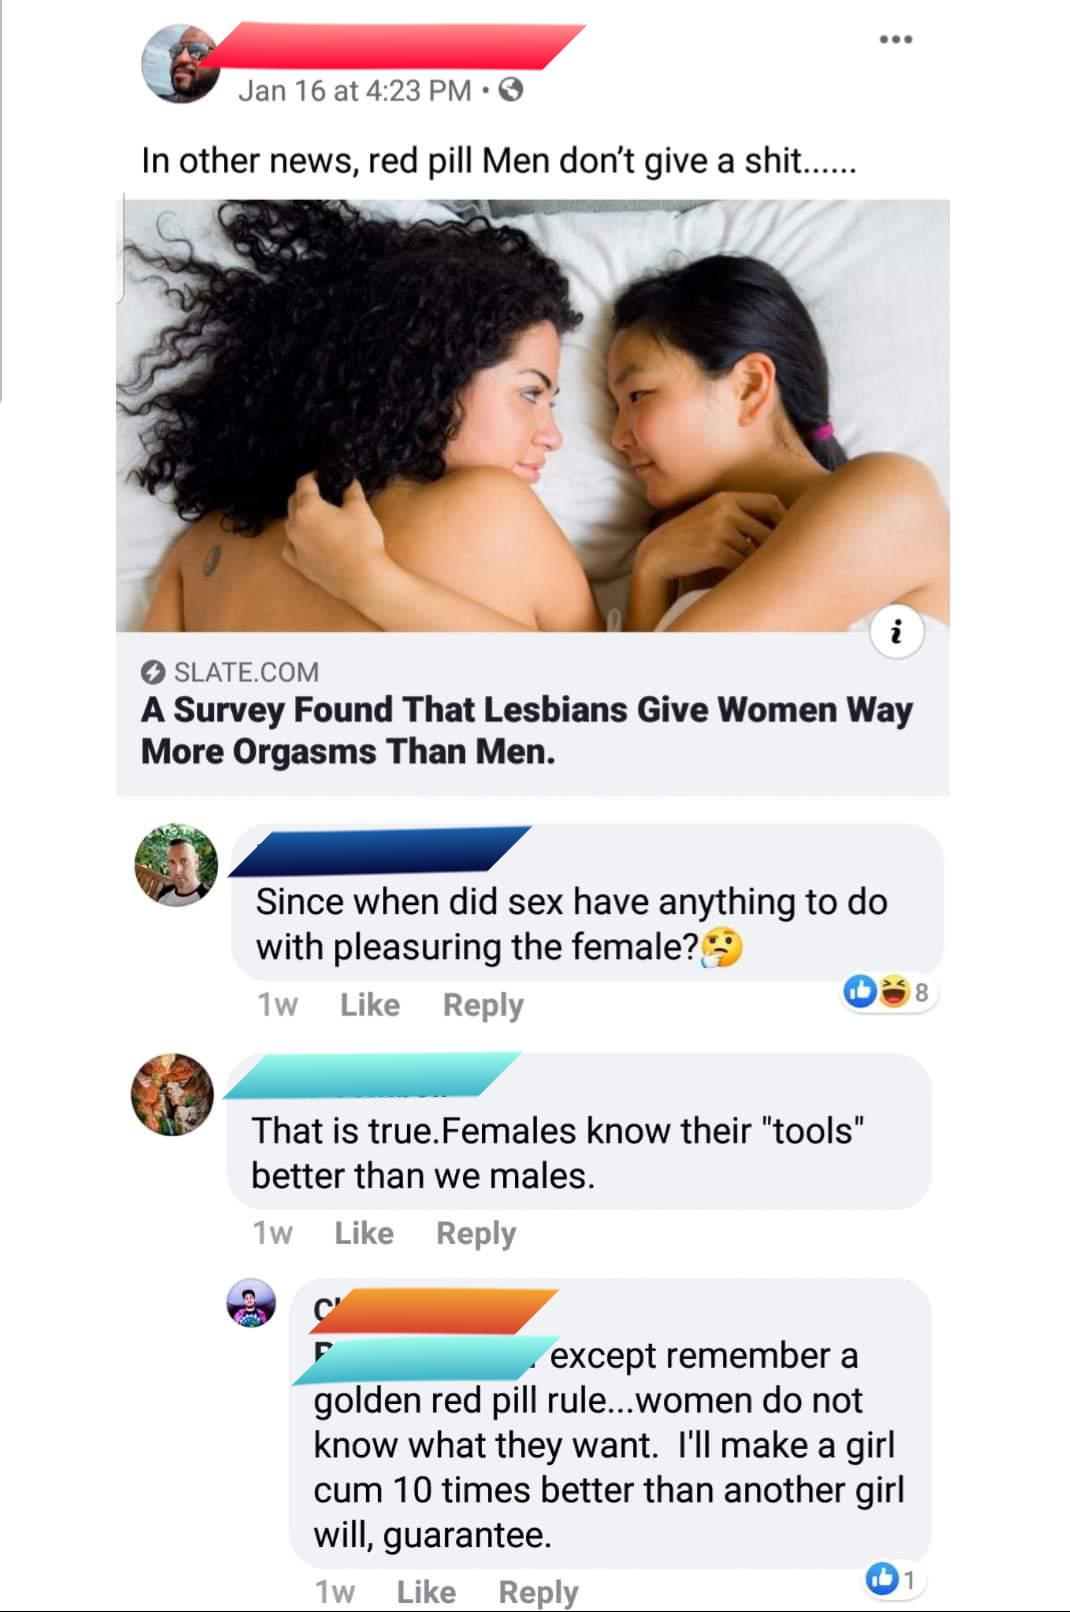 Jan 16 at 4:23 PM •
In other news, red pill Men don't give a shit......
SLATE.COM
A Survey Found That Lesbians Give Women Way
More Orgasms Than Men.
Since when did sex have anything to do
with pleasuring the female?🤔
8
1w Like Reply
That is true.Females know their "tools"
better than we males.
1w Like Reply
except remember a
golden red pill rule...women do not
know what they want. I'll make a girl
cum 10 times better than another girl
will, guarantee.
1
1w Like Reply